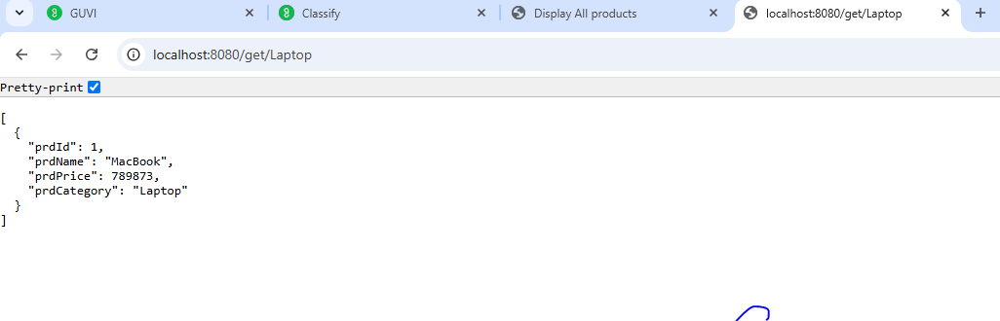 GUVI
Classify
Display All products
localhost:8080/get/Laptop
localhost:8080/get/Laptop
Pretty-print
[
{
"prdId": 1,
"prdName": "MacBook",
"prdPrice": 789873,
"prdCategory": "Laptop"
}
]